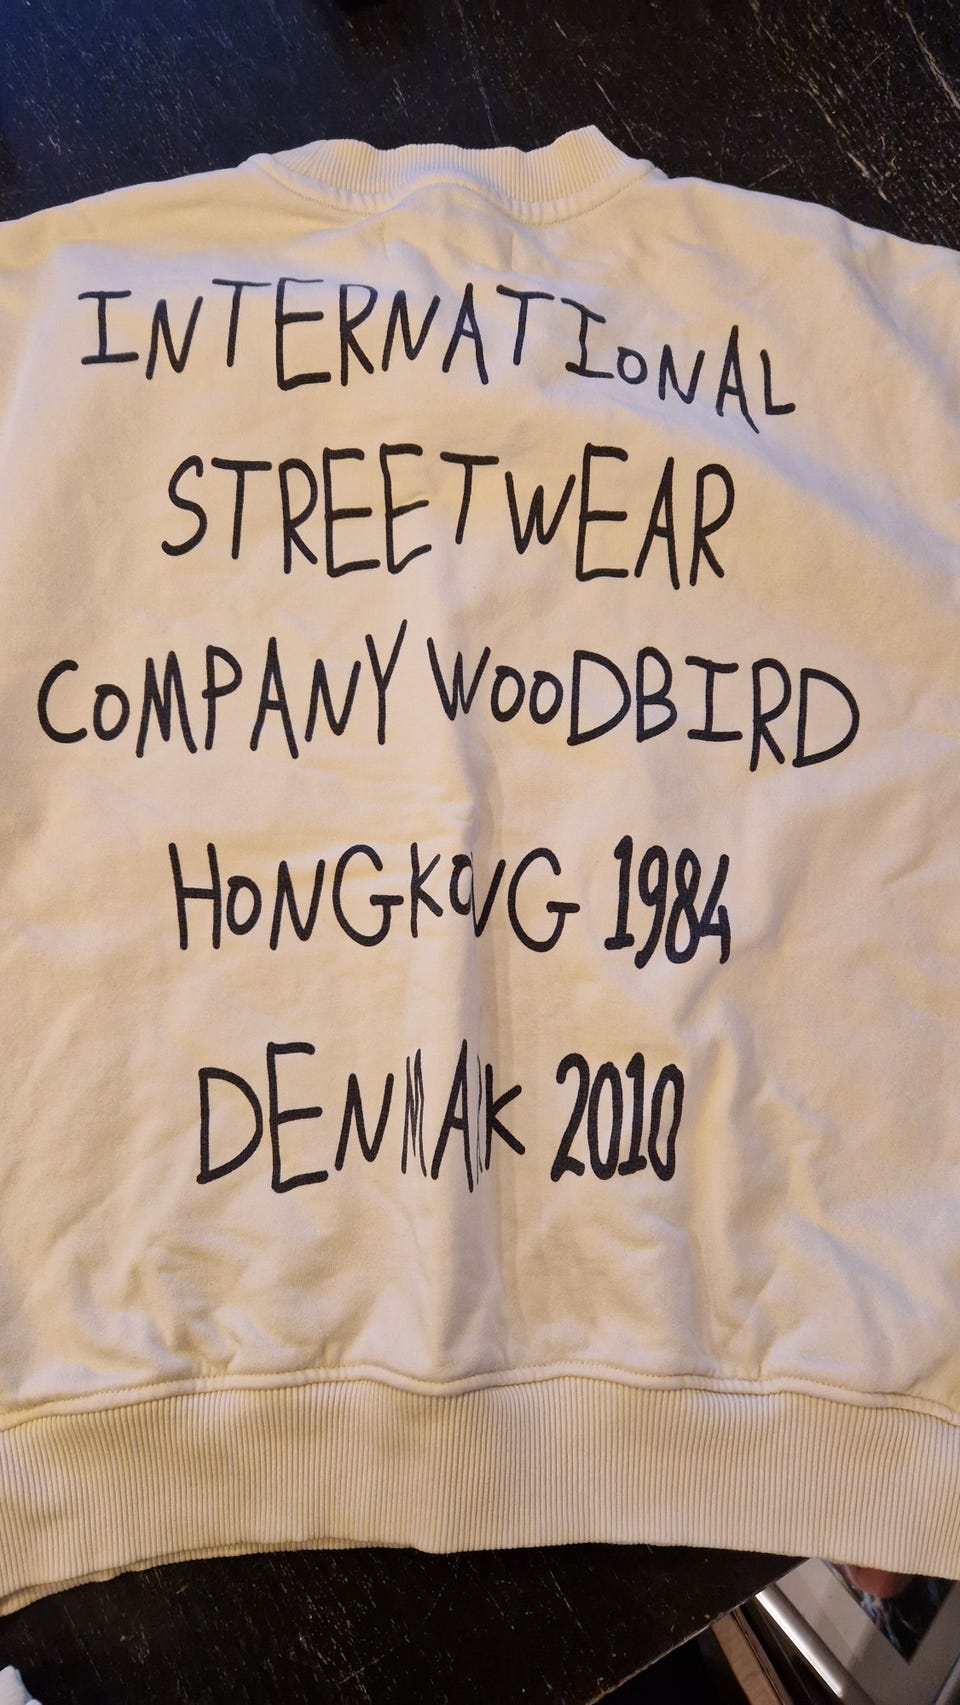 INTERNATIONAL
STREETWEAR
COMPANY WOODBIRD
HONGKONG 1984
DENMARK 2010